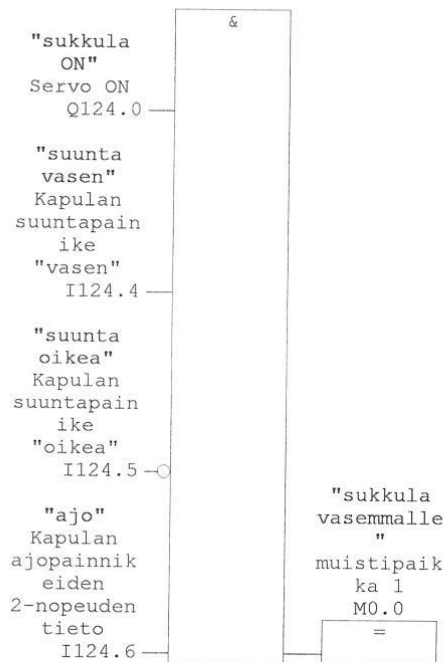 &
"sukkula
ON"
Servo ON
Q124.0
"suunta
vasen"
Kapulan
suuntapain
ike
"vasen"
I124.4
"suunta
oikea"
Kapulan
suuntapain
ike
"oikea"
I124.5
"ajo"
Kapulan
ajopainnik
eiden
2-nopeuden
tieto
I124.6
"sukkula
vasemmalle
"
muistipaik
ka 1
M0.0
=